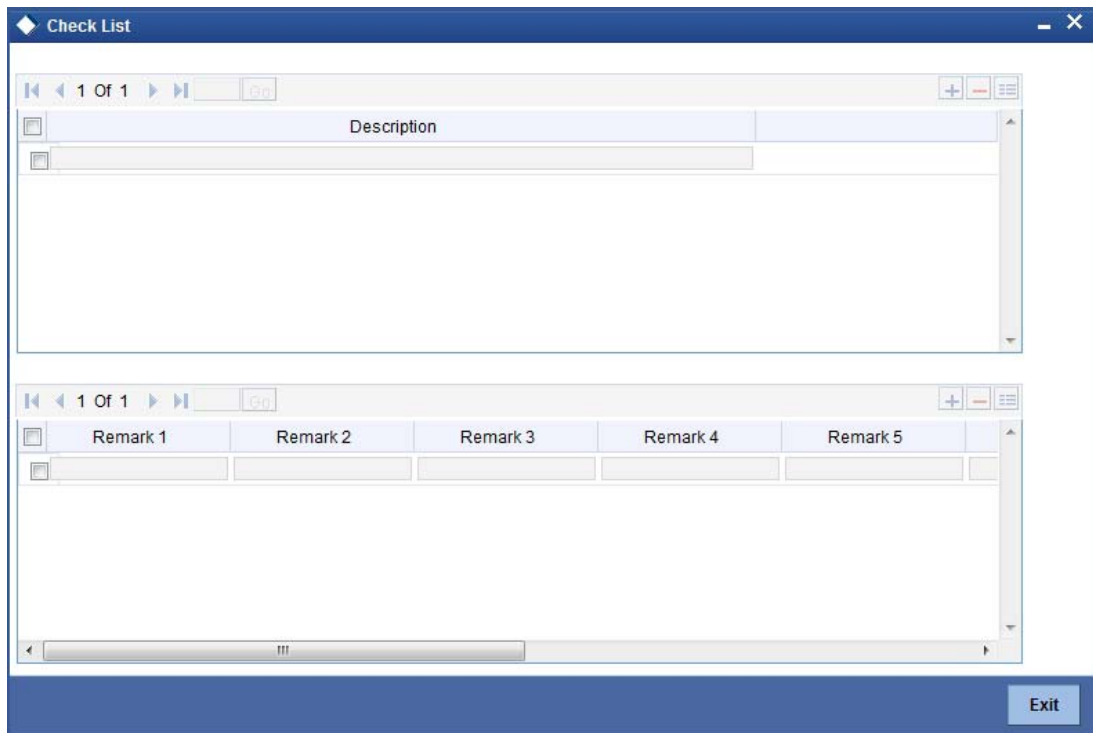 Check List
1 Of 1 Go
Description
1 Of 1 Go
Remark 1 Remark 2 Remark 3 Remark 4 Remark 5
Exit